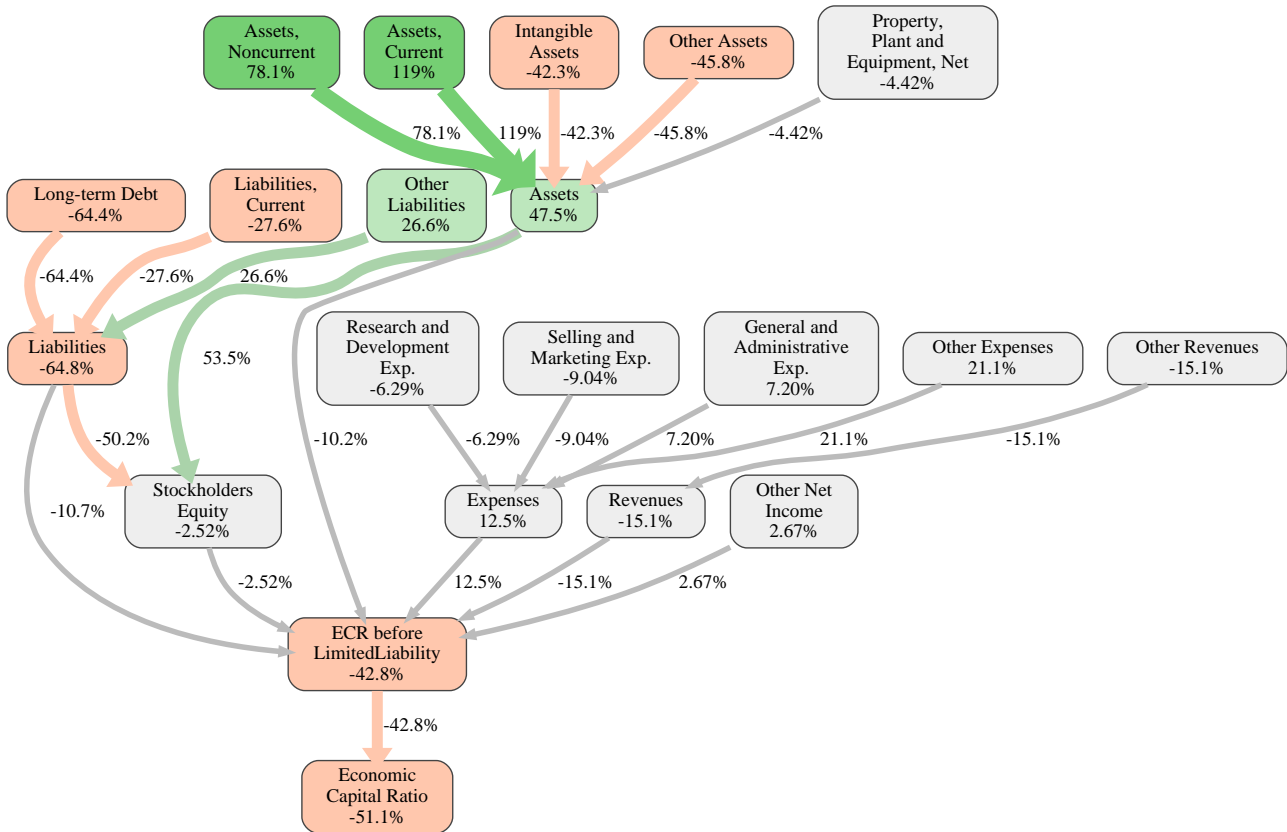 Assets,
Noncurrent
78.1%
Assets,
Current
119%
Intangible
Assets
-42.3%
Other Assets
-45.8%
Property,
Plant and
Equipment, Net
-4.42%
78.1%
119%
-42.3%
-45.8%
-4.42%
Long-term Debt
-64.4%
Liabilities,
Current
-27.6%
Other
Liabilities
26.6%
Assets
47.5%
-64.4%
-27.6%
26.6%
Liabilities
-64.8%
53.5%
Research and
Development
Exp.
-6.29%
Selling and
Marketing Exp.
-9.04%
General and
Administrative
Exp.
7.20%
Other Expenses
21.1%
Other Revenues
-15.1%
-50.2%
-10.2%
-6.29%
-9.04%
7.20%
21.1%
-15.1%
-10.7%
Stockholders
Equity
-2.52%
Expenses
12.5%
Revenues
-15.1%
Other Net
Income
2.67%
-2.52%
12.5%
-15.1%
2.67%
ECR before
LimitedLiability
-42.8%
-42.8%
Economic
Capital Ratio
-51.1%